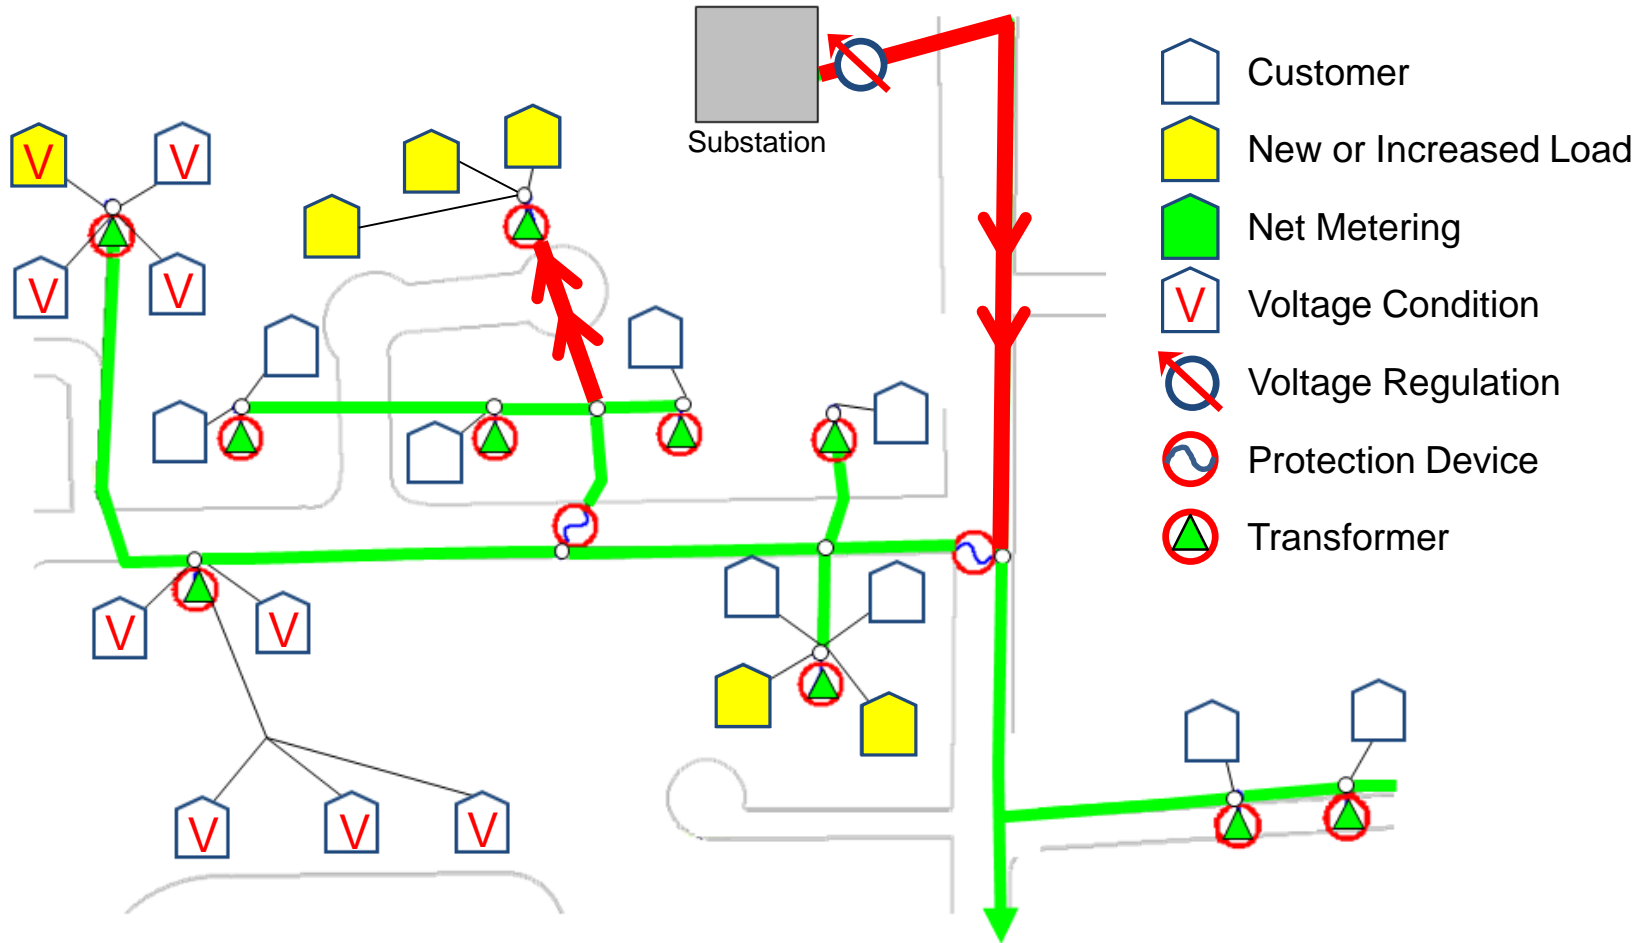 Substation
Customer
New or Increased Load
Net Metering
V
Voltage Condition
Voltage Regulation
Protection Device
Transformer
V
V
V
V
V
V
V
V
V